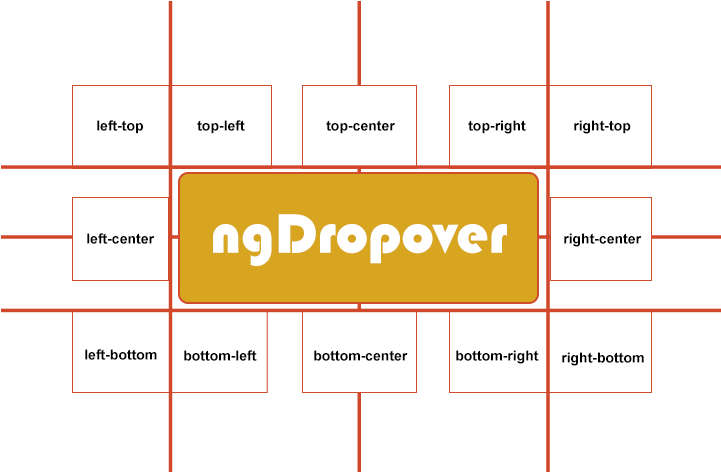 left-top
top-left
top-center
top-right
right-top
left-center
ngDropover
right-center
left-bottom
bottom-left
bottom-center
bottom-right
right-bottom